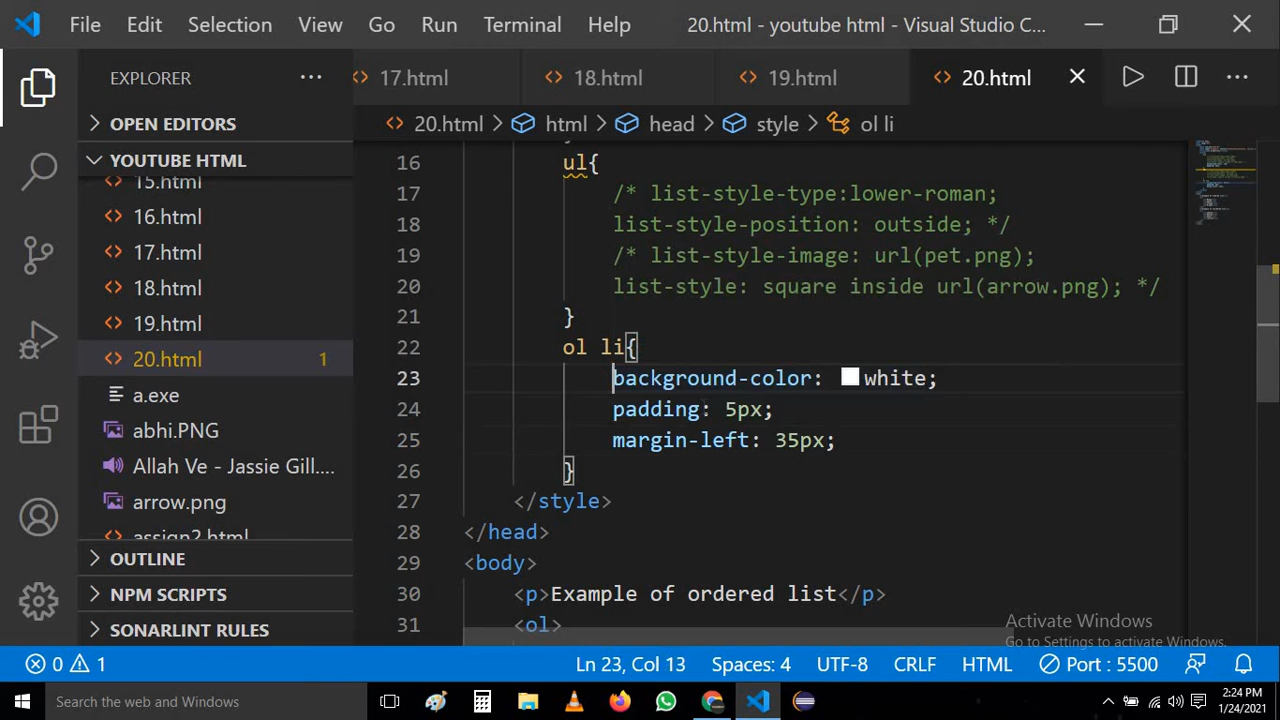 File Edit Selection View Go Run Terminal Help 20.html - youtube html - Visual Studio C...
EXPLORER
17.html 18.html 19.html 20.html
OPEN EDITORS
20.html > html > head > style > ol li
YOUTUBE HTML
15.html
16.html
17.html
18.html
19.html
20.html 1
a.exe
abhi.PNG
Allah Ve - Jassie Gill....
arrow.png
assign2.html
OUTLINE
NPM SCRIPTS
SONARLINT RULES
16 ul{
17 /* list-style-type:lower-roman;
18 list-style-position: outside; */
19 /* list-style-image: url(pet.png);
20 list-style: square inside url(arrow.png); */
21 }
22 ol li{
23 background-color: white;
24 padding: 5px;
25 margin-left: 35px;
26 }
27 </style>
28 </head>
29 <body>
30 <p>Example of ordered list</p>
31 <ol>
Activate Windows
Go to Settings to activate Windows.
0 1 Ln 23, Col 13 Spaces: 4 UTF-8 CRLF HTML Port : 5500
Search the web and Windows
2:24 PM
1/24/2021